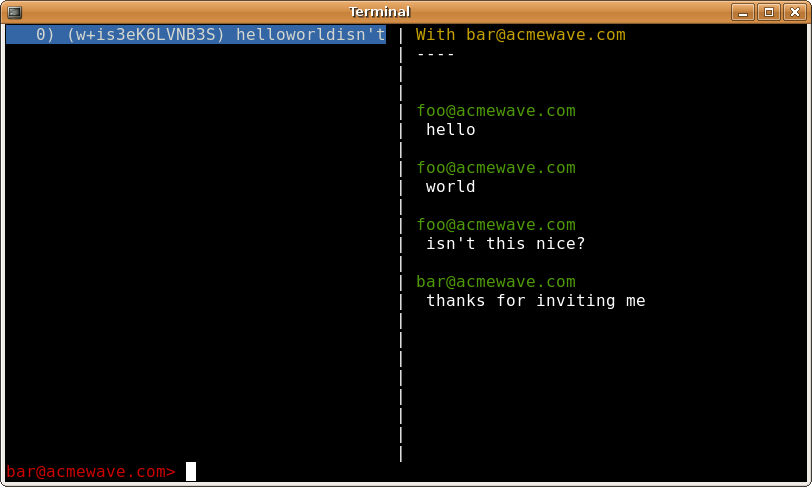 Terminal
0) (w+is3eK6LVNB3S) helloworldisn't
With bar@acmewave.com
----
foo@acmewave.com
hello
foo@acmewave.com
world
foo@acmewave.com
isn't this nice?
bar@acmewave.com
thanks for inviting me
bar@acmewave.com>